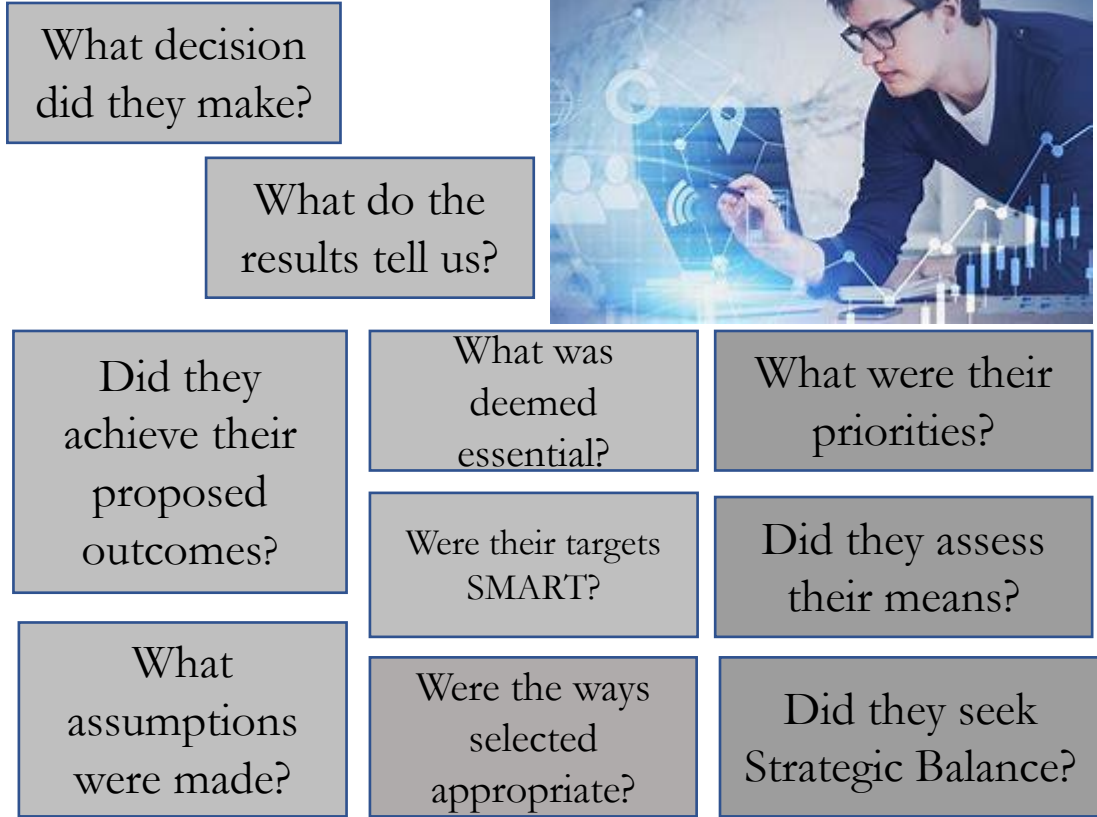 What decision
did they make?
What do the
results tell us?
Did they
achieve their
proposed
outcomes?
What was
deemed
essential?
What were their
priorities?
Were their targets
SMART?
Did they assess
their means?
What
assumptions
were made?
Were the ways
selected
appropriate?
Did they seek
Strategic Balance?